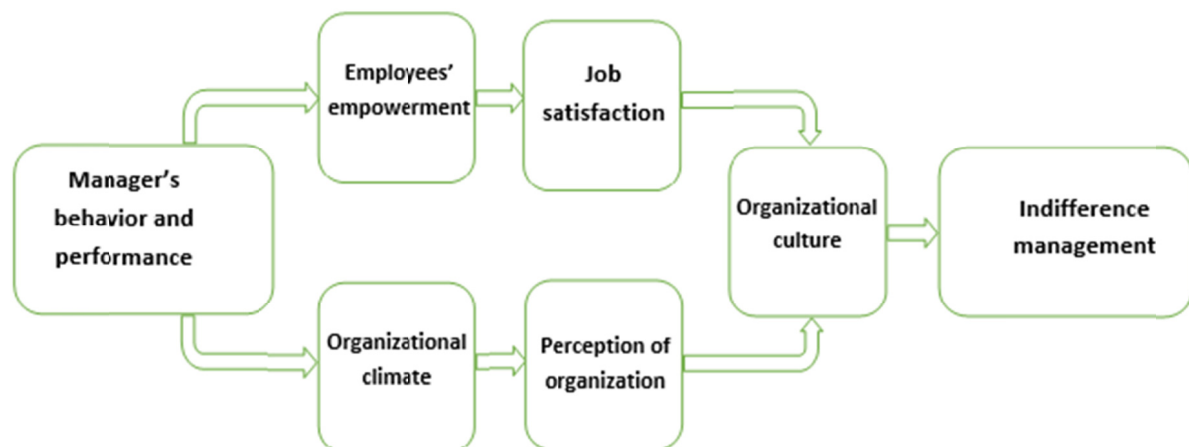 Manager's
behavior and
performance
Employees'
empowerment
Job
satisfaction
Organizational
climate
Perception of
organization
Organizational
culture
Indifference
management